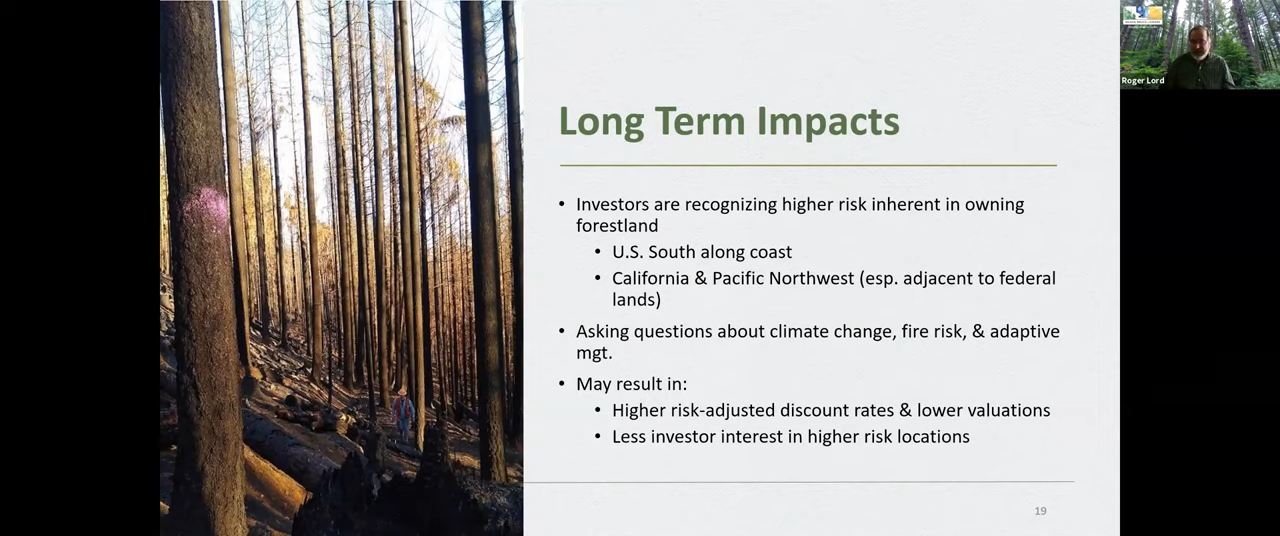 Long Term Impacts
• Investors are recognizing higher risk inherent in owning
forestland
• U.S. South along coast
• California & Pacific Northwest (esp. adjacent to federal
lands)
• Asking questions about climate change, fire risk, & adaptive
mgt.
• May result in:
• Higher risk-adjusted discount rates & lower valuations
• Less investor interest in higher risk locations
19
Roger Lord